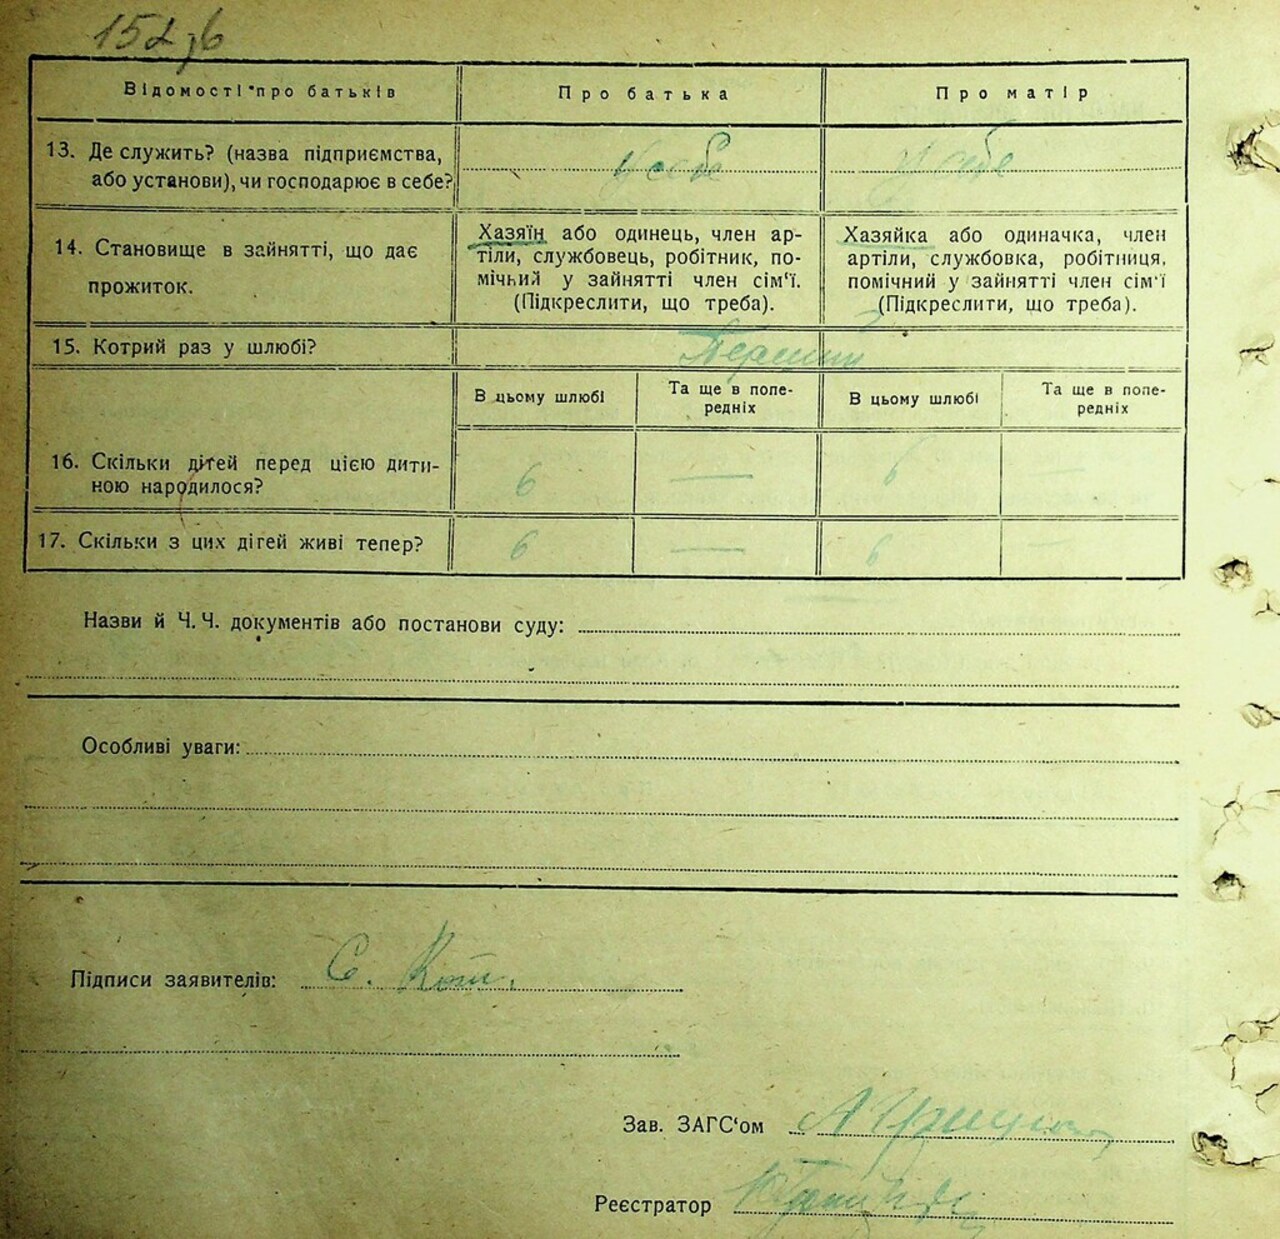 Відомості про батьків
Про батька
Про матір
13. Де служить? (назва підприємства,
або установи), чи господарює в себе?
у себе
у себе
14. Становище в зайнятті, що дає
прожиток.
Хазяїн або одинець, член ар-
тіли, службовець, робітник, по-
мічьий у зайнятті член сім‘ї.
(Підкреслити, що треба).
Хазяйка або одиначка, член
артіли, службовка, робітниця,
помічний у зайнятті член сім‘ї
(Підкреслити, що треба).
15. Котрий раз у шлюбі?
В цьому шлюбі
Та ще в попе-
редніх
В цьому шлюбі
Та ще в попе-
редніх
16. Скільки дітей перед цією дити-
ною народилося?
6 — 6 —
17. Скільки з цих дігей живі тепер?
6 — 6 —
Назви й Ч. Ч. документів або постанови суду:
Особливі уваги:
Підписи заявителів: С. Кот.
Зав. ЗАГС‘ом
Реєстратор